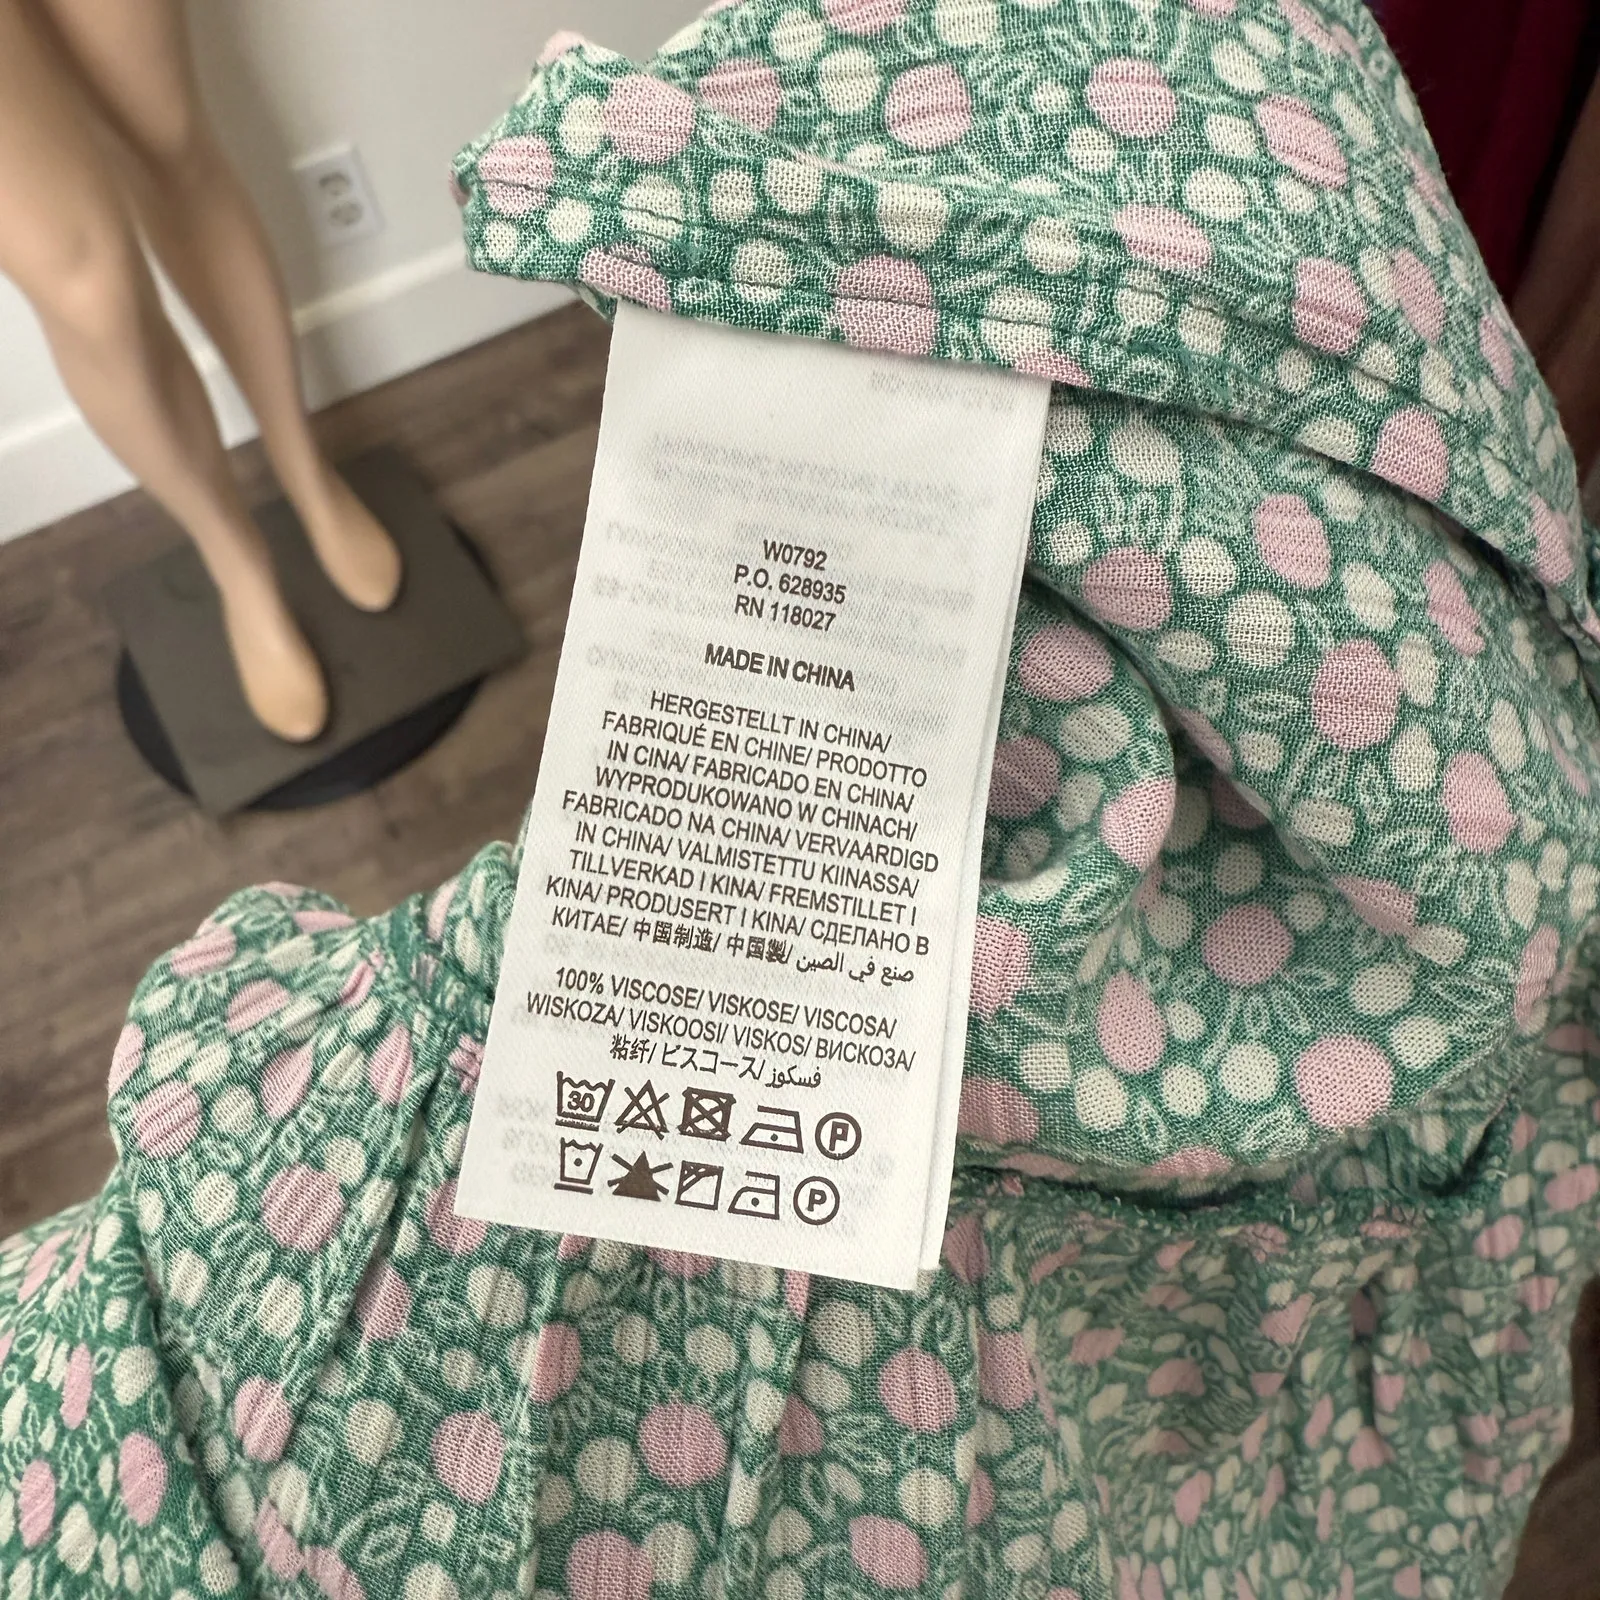 W0792
P.O. 628935
RN 118027
MADE IN CHINA
HERGESTELLT IN CHINA/
FABRIQUÉ EN CHINE/ PRODOTTO
IN CINA/ FABRICADO EN CHINA/
WYPRODUKOWANO W CHINACH/
FABRICADO NA CHINA/ VERVAARDIGD
IN CHINA/ VALMISTETTU KIINASSA/
TILLVERKAD I KINA/ FREMSTILLET I
KINA/ PRODUSERT I KINA/ СДЕЛАНО В
КИТАЕ/ 中国制造/ 中国製/ صنع في الصين
100% VISCOSE/ VISKOSE/ VISCOSA/
WISKOZA/ VISKOOSI/ VISKOS/ ВИСКОЗА/
粘纤/ ビスコース/ فسكوز
30 P
P